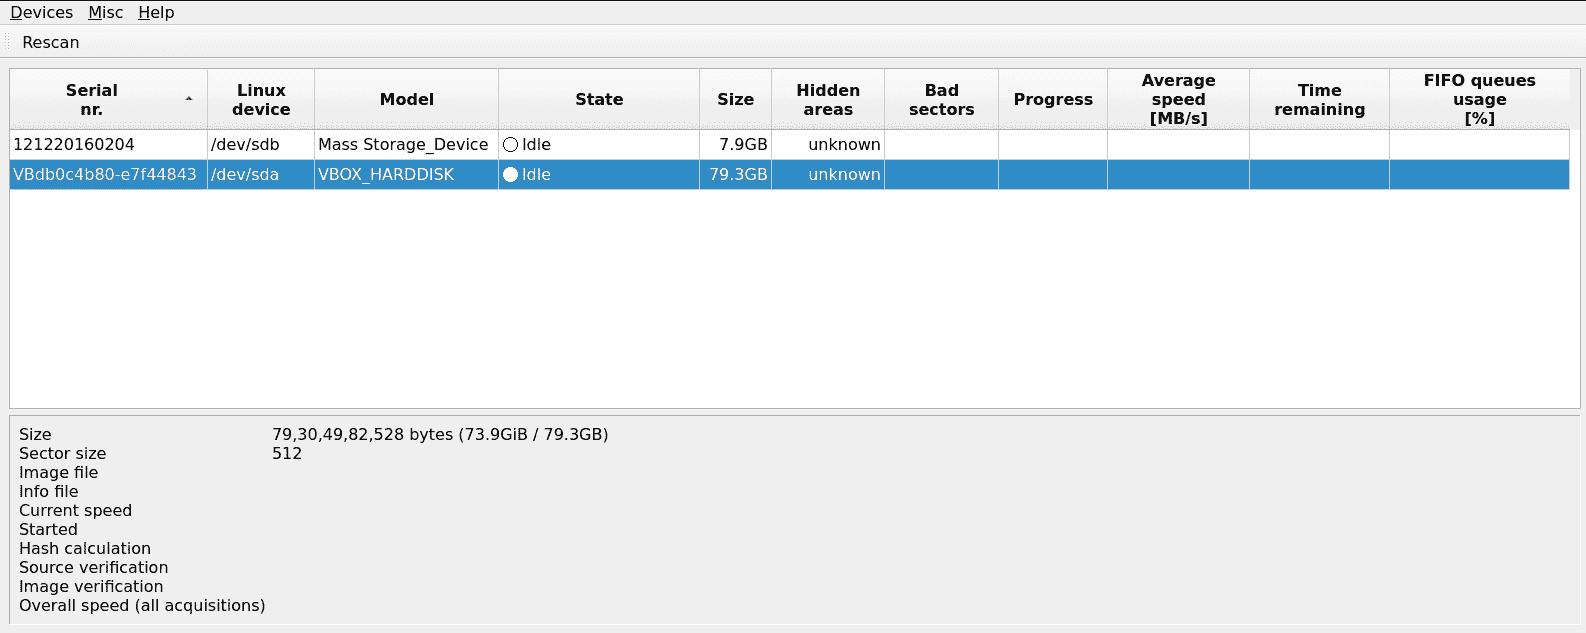 Devices Misc Help
Rescan
Serial nr. Linux device Model State Size Hidden areas Bad sectors Progress Average speed [MB/s] Time remaining FIFO queues usage [%]
121220160204 /dev/sdb Mass Storage_Device Idle 7.9GB unknown
VBdb0c4b80-e7f44843 /dev/sda VBOX_HARDDISK Idle 79.3GB unknown
Size 79,30,49,82,528 bytes (73.9GiB / 79.3GB)
Sector size 512
Image file
Info file
Current speed
Started
Hash calculation
Source verification
Image verification
Overall speed (all acquisitions)